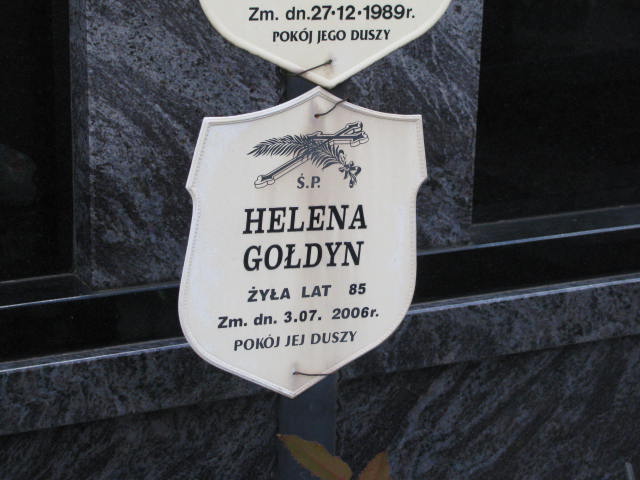 Zm. dn. 27·12·1989r.
POKÓJ JEGO DUSZY
Ś.P.
HELENA
GOŁDYN
ŻYŁA LAT 85
Zm. dn. 3.07. 2006r.
POKÓJ JEJ DUSZY